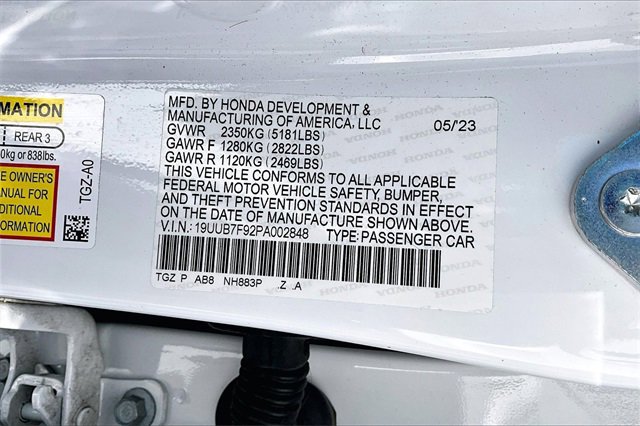 MATION
REAR 3
0kg or 838lbs.
E OWNER'S
ANUAL FOR
DITIONAL
ORMATION
TGZ-A0
MFD. BY HONDA DEVELOPMENT &
MANUFACTURING OF AMERICA, LLC 05/23
GVWR 2350KG (5181LBS)
GAWR F 1280KG (2822LBS)
GAWR R 1120KG (2469LBS)
THIS VEHICLE CONFORMS TO ALL APPLICABLE
FEDERAL MOTOR VEHICLE SAFETY, BUMPER,
AND THEFT PREVENTION STANDARDS IN EFFECT
ON THE DATE OF MANUFACTURE SHOWN ABOVE.
V.I.N.: 19UUB7F92PA002848 TYPE: PASSENGER CAR
TGZ P AB8 NH883P .Z .A